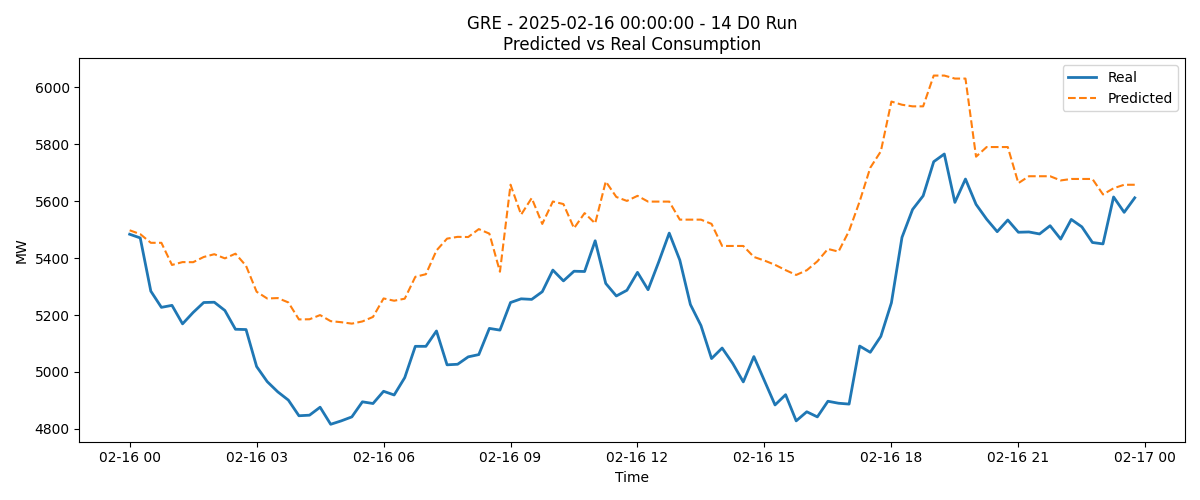 GRE - 2025-02-16 00:00:00 - 14 D0 Run
Predicted vs Real Consumption
Real
Predicted
MW
6000
5800
5600
5400
5200
5000
4800
02-16 00
02-16 03
02-16 06
02-16 09
02-16 12
02-16 15
02-16 18
02-16 21
02-17 00
Time